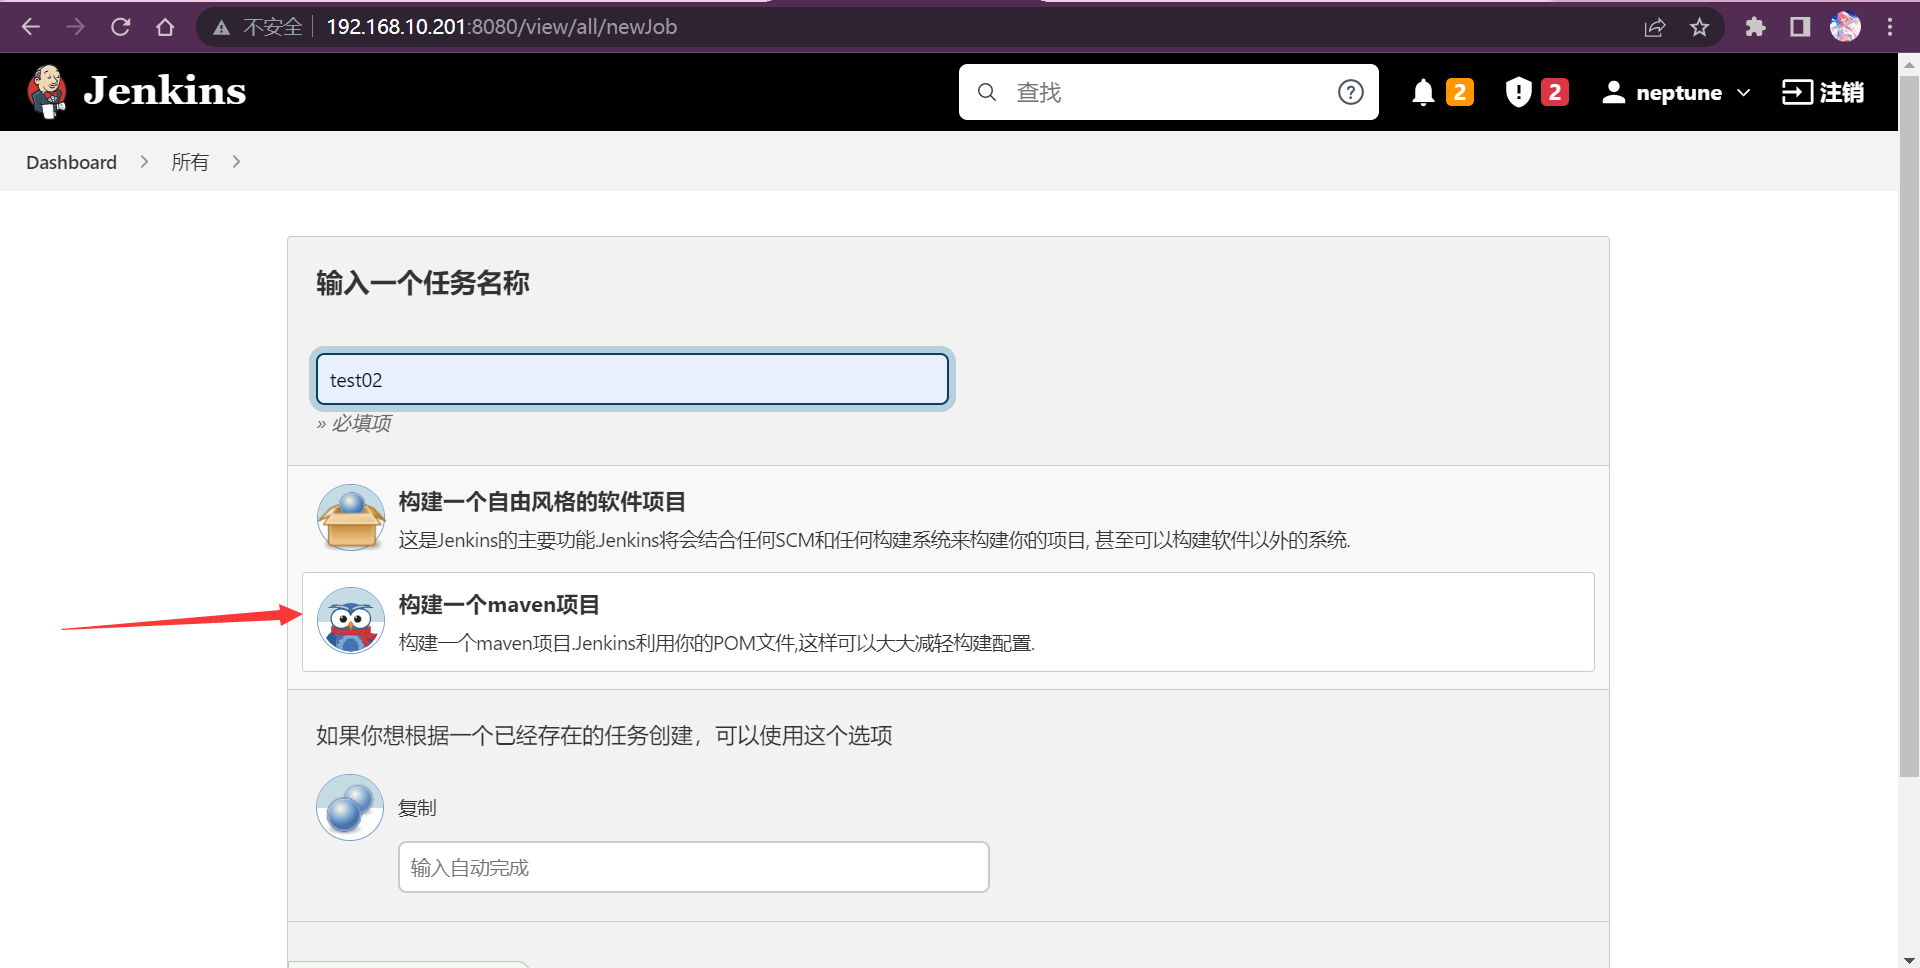 不安全 192.168.10.201:8080/view/all/newJob
Jenkins 查找 2 2 neptune 注销
Dashboard 所有
输入一个任务名称
test02
» 必填项
构建一个自由风格的软件项目
这是Jenkins的主要功能.Jenkins将会结合任何SCM和任何构建系统来构建你的项目, 甚至可以构建软件以外的系统.
构建一个maven项目
构建一个maven项目.Jenkins利用你的POM文件,这样可以大大减轻构建配置.
如果你想根据一个已经存在的任务创建，可以使用这个选项
复制
输入自动完成